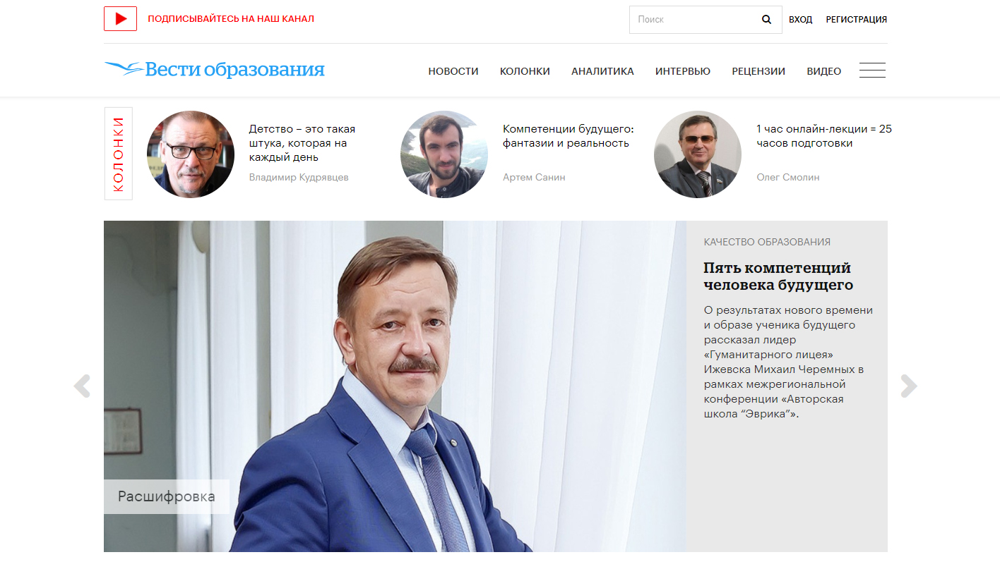 ПОДПИСЫВАЙТЕСЬ НА НАШ КАНАЛ
Поиск
ВХОД
РЕГИСТРАЦИЯ
Вести образования
НОВОСТИ
КОЛОНКИ
АНАЛИТИКА
ИНТЕРВЬЮ
РЕЦЕНЗИИ
ВИДЕО
КОЛОНКИ
Детство – это такая
штука, которая на
каждый день
Владимир Кудрявцев
Компетенции будущего:
фантазии и реальность
Артем Санин
1 час онлайн-лекции = 25
часов подготовки
Олег Смолин
Расшифровка
КАЧЕСТВО ОБРАЗОВАНИЯ
Пять компетенций
человека будущего
О результатах нового времени
и образе ученика будущего
рассказал лидер
«Гуманитарного лицея»
Ижевска Михаил Черемных в
рамках межрегиональной
конференции «Авторская
школа “Эврика”».